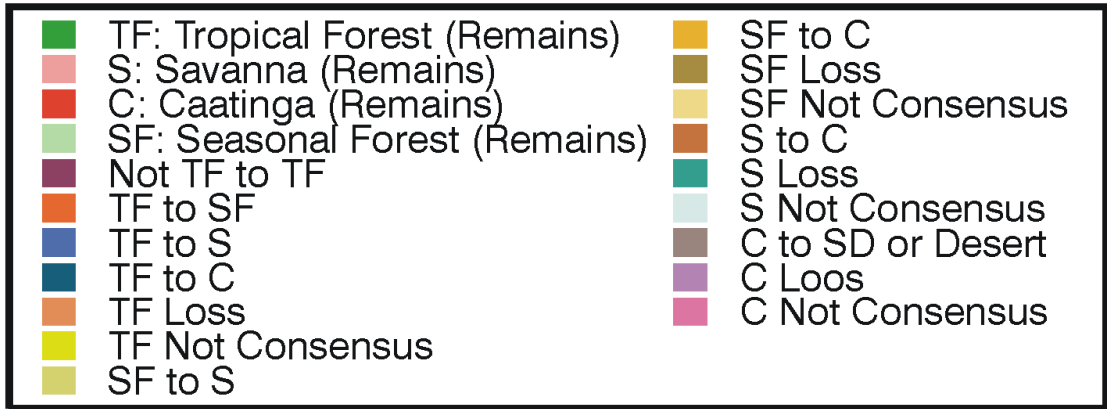 TF: Tropical Forest (Remains)
S: Savanna (Remains)
C: Caatinga (Remains)
SF: Seasonal Forest (Remains)
Not TF to TF
TF to SF
TF to S
TF to C
TF Loss
TF Not Consensus
SF to S
SF to C
SF Loss
SF Not Consensus
S to C
S Loss
S Not Consensus
C to SD or Desert
C Loos
C Not Consensus